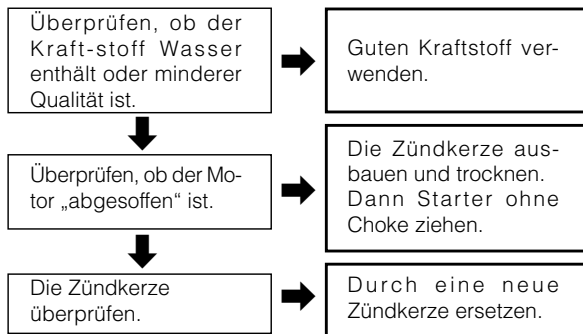 Überprüfen, ob der
Kraft-stoff Wasser
enthält oder minderer
Qualität ist.
Guten Kraftstoff ver-
wenden.
Überprüfen, ob der Mo-
tor „abgesoffen“ ist.
Die Zündkerze aus-
bauen und trocknen.
Dann Starter ohne
Choke ziehen.
Die Zündkerze
überprüfen.
Durch eine neue
Zündkerze ersetzen.